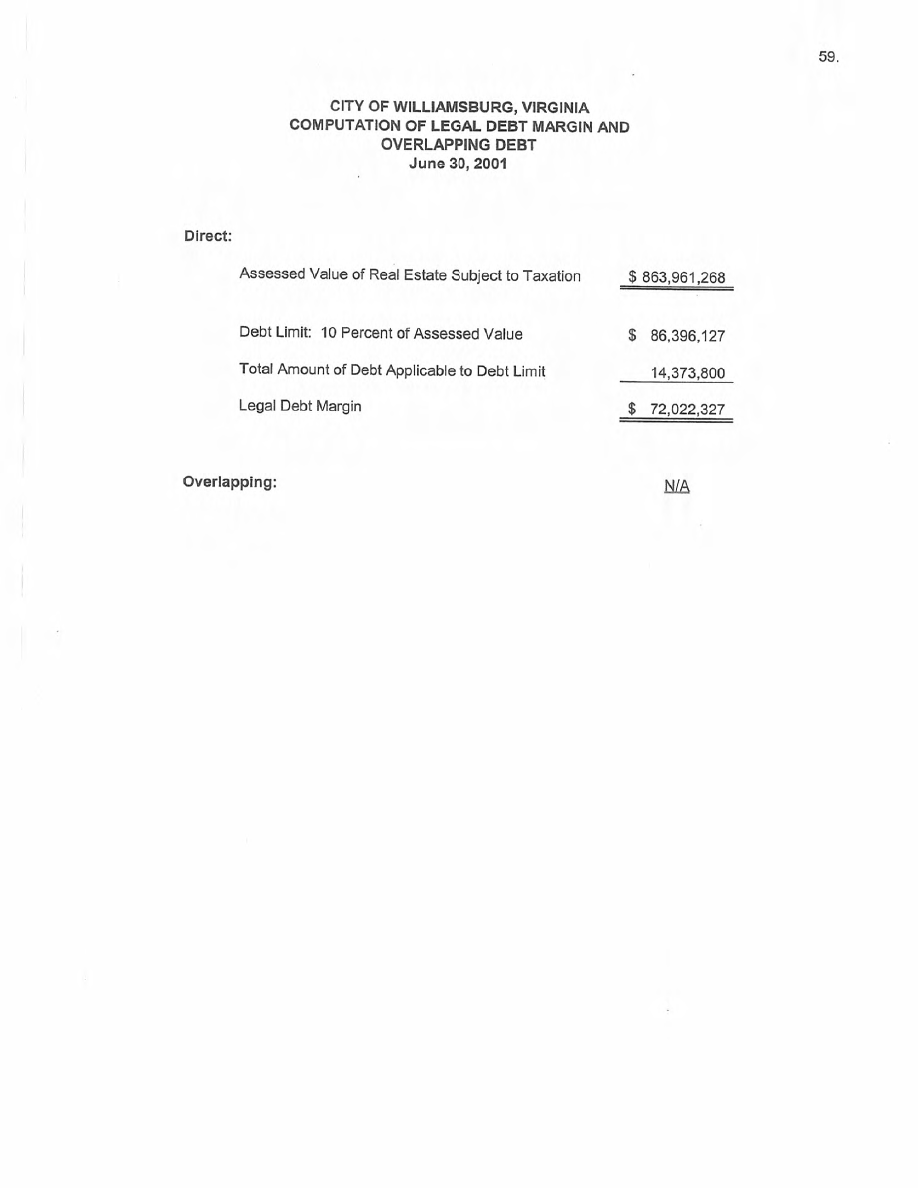 59.
CITY OF WILLIAMSBURG, VIRGINIA
COMPUTATION OF LEGAL DEBT MARGIN AND
OVERLAPPING DEBT
June 30, 2001
Direct:
Assessed Value of Real Estate Subject to Taxation $ 863,961,268
Debt Limit: 10 Percent of Assessed Value $ 86,396,127
Total Amount of Debt Applicable to Debt Limit 14,373,800
Legal Debt Margin $ 72,022,327
Overlapping: N/A